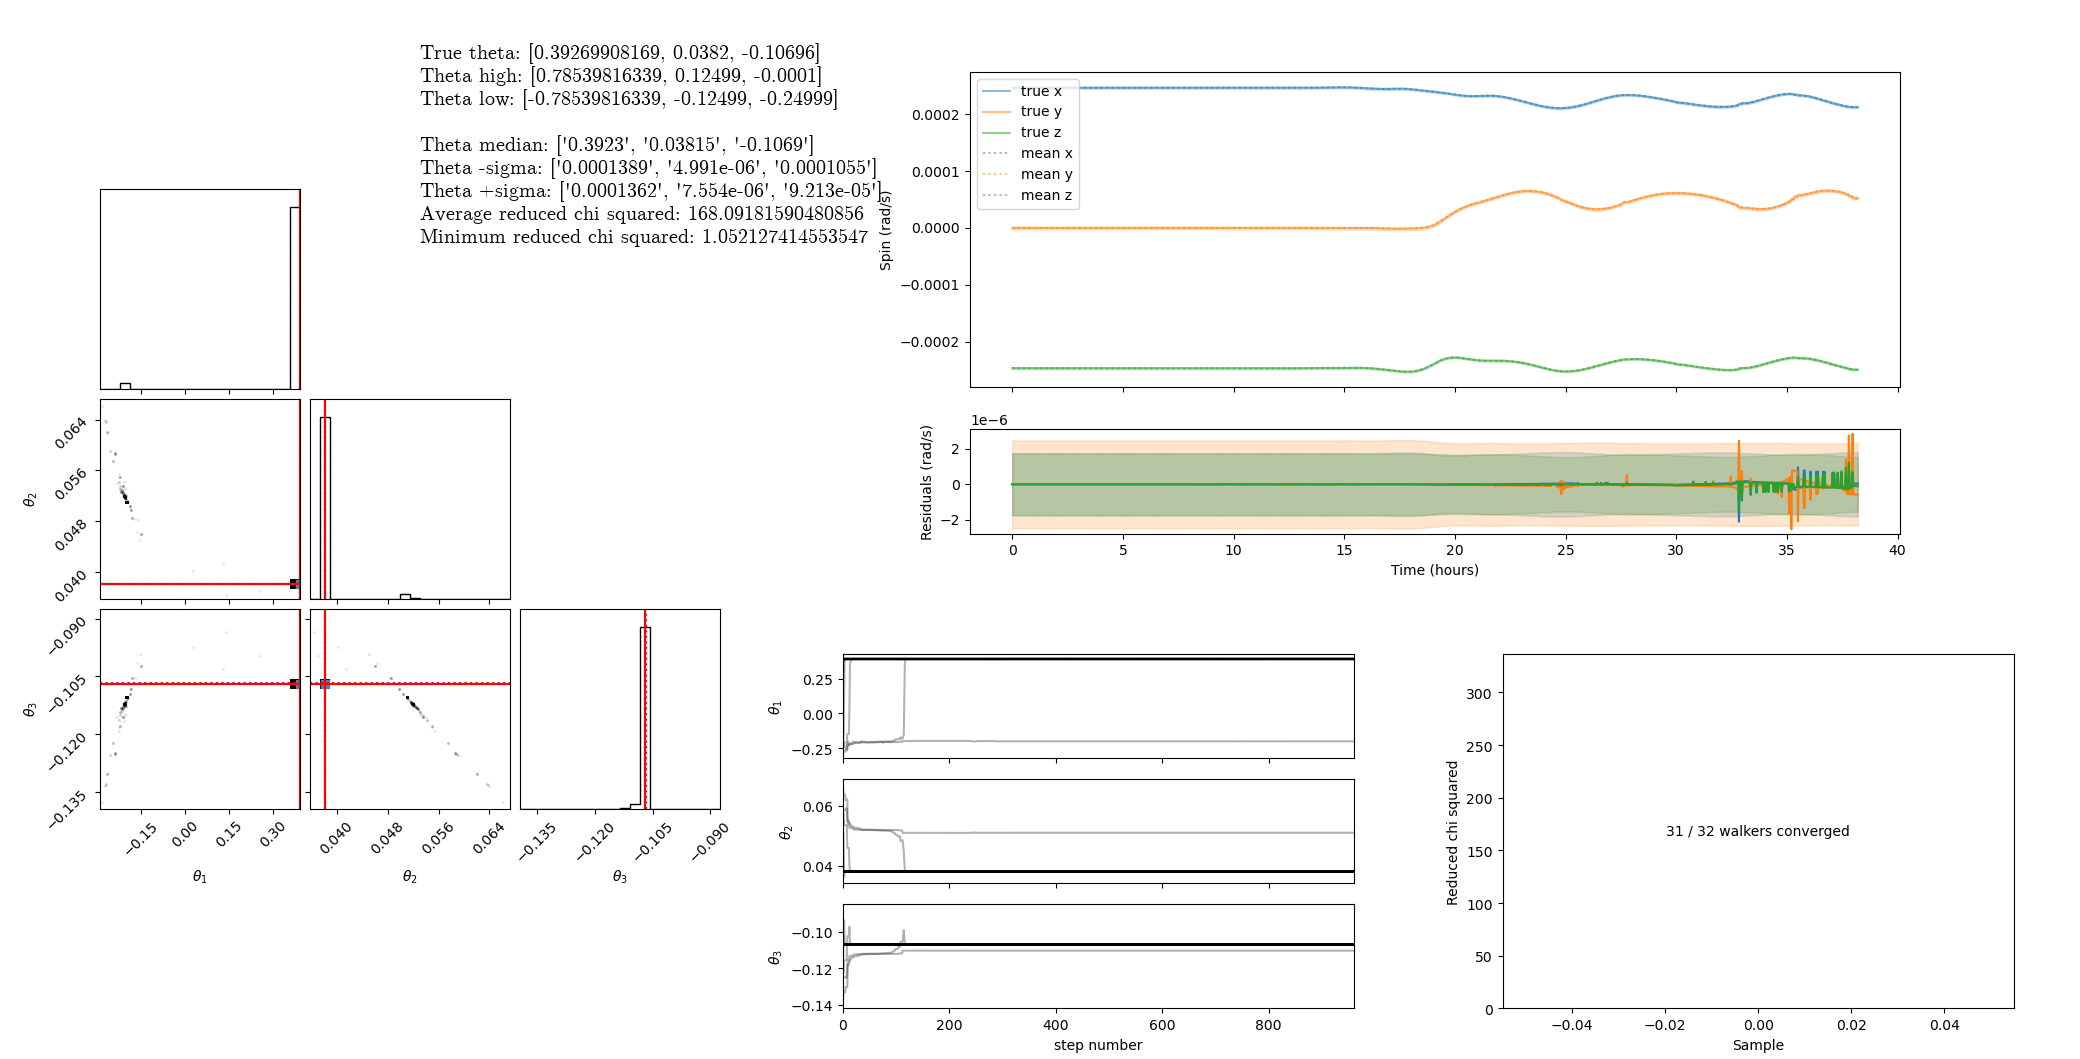 True theta: [0.39269908169, 0.0382, -0.10696]
Theta high: [0.78539816339, 0.12499, -0.0001]
Theta low: [-0.78539816339, -0.12499, -0.24999]
Theta median: ['0.3923', '0.03815', '-0.1069']
Theta -sigma: ['0.0001389', '4.991e-06', '0.0001055']
Theta +sigma: ['0.0001362', '7.554e-06', '9.213e-05']
Average reduced chi squared: 168.09181590480856
Minimum reduced chi squared: 1.052127414553547
true x
true y
true z
mean x
mean y
mean z
Spin (rad/s)
0.0002
0.0001
0.0000
−0.0001
−0.0002
1e−6
Residuals (rad/s)
2
0
−2
0 5 10 15 20 25 30 35 40
Time (hours)
θ2
0.064
0.056
0.048
0.040
θ3
−0.090
−0.105
−0.120
−0.135
−0.15 0.00 0.15 0.30
θ1
0.040 0.048 0.056 0.064
θ2
−0.135 −0.120 −0.105 −0.090
θ3
θ1
0.25
0.00
−0.25
θ2
0.06
0.04
θ3
−0.10
−0.12
−0.14
0 200 400 600 800
step number
Reduced chi squared
300
250
200
150
100
50
0
31 / 32 walkers converged
−0.04 −0.02 0.00 0.02 0.04
Sample